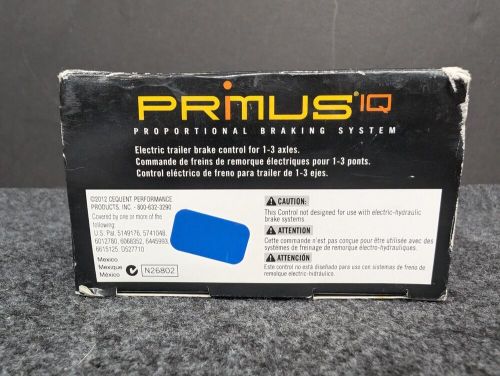 PRiMUS iQ
PROPORTIONAL BRAKING SYSTEM
Electric trailer brake control for 1-3 axles.
Commande de freins de remorque électriques pour 1-3 ponts.
Control eléctrico de freno para trailer de 1-3 ejes.
©2012 CEQUENT PERFORMANCE
PRODUCTS, INC. - 800-632-3290
Covered by one or more of the
following:
U.S. Pat. 5149176, 5741048,
6012780, 6068352, 6445993,
6615125, D527710
Mexico
Mexique
México
N26802
CAUTION:
This Control not designed for use with electric-hydraulic
brake systems.
ATTENTION
Cette commande n'est pas conçue pour être utilisée avec des
systèmes de freinage de remorque électro-hydrauliques.
ATENCIÓN
Este control no está diseñado para uso con sistemas de freno de
remolque electro-hidráulico.